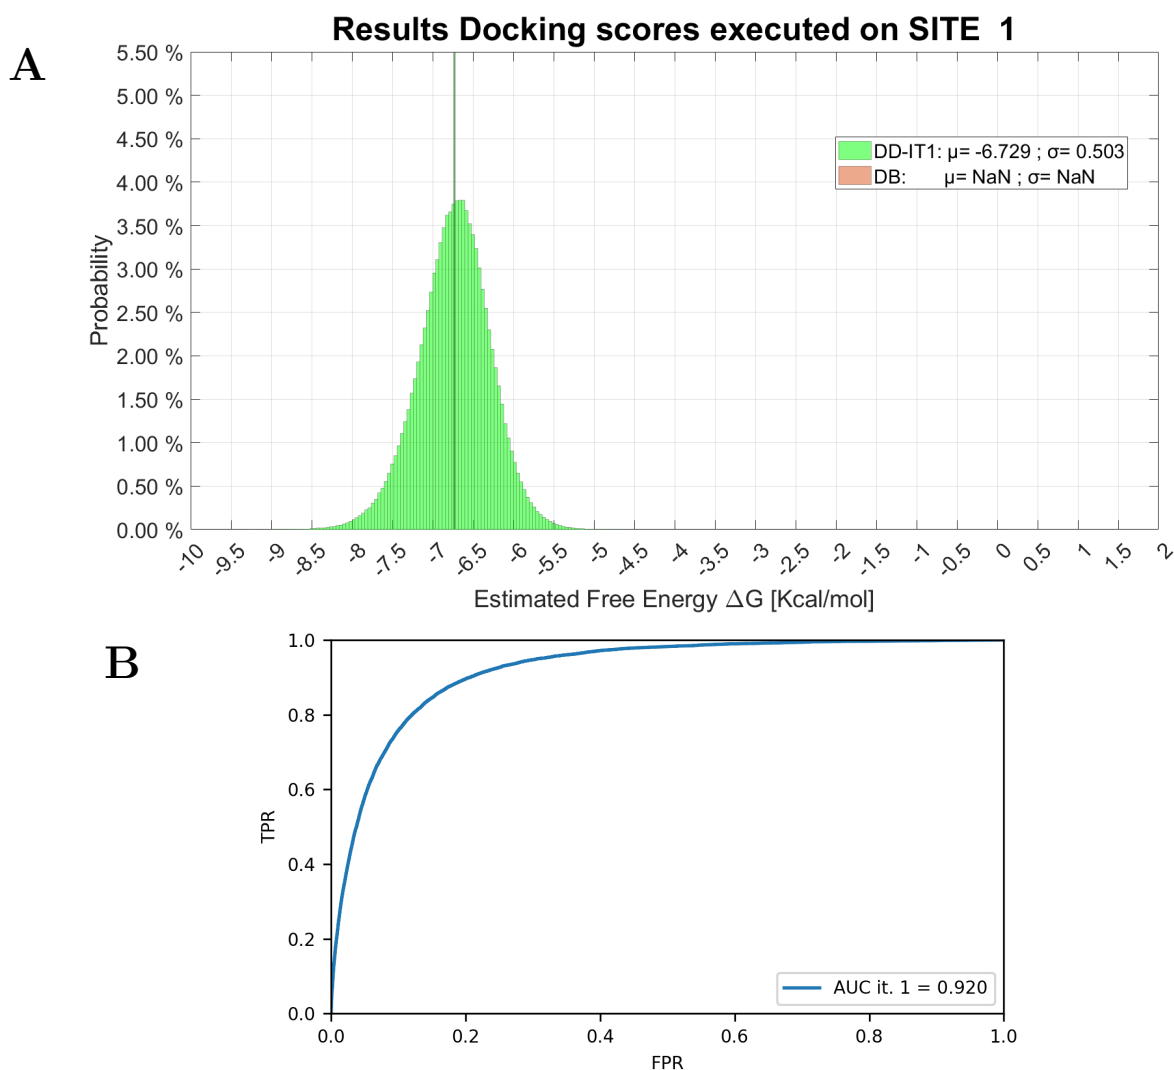 A
Results Docking scores executed on SITE 1
5.50 %
5.00 %
4.50 %
4.00 %
3.50 %
3.00 %
2.50 %
2.00 %
1.50 %
1.00 %
0.50 %
0.00 %
Probability
DD-IT1: μ= -6.729 ; σ= 0.503
DB: μ= NaN ; σ= NaN
-10 -9.5 -9 -8.5 -8 -7.5 -7 -6.5 -6 -5.5 -5 -4.5 -4 -3.5 -3 -2.5 -2 -1.5 -1 -0.5 0 0.5 1 1.5 2
Estimated Free Energy ΔG [Kcal/mol]
B
1.0
0.8
0.6
0.4
0.2
0.0
TPR
AUC it. 1 = 0.920
0.0 0.2 0.4 0.6 0.8 1.0
FPR